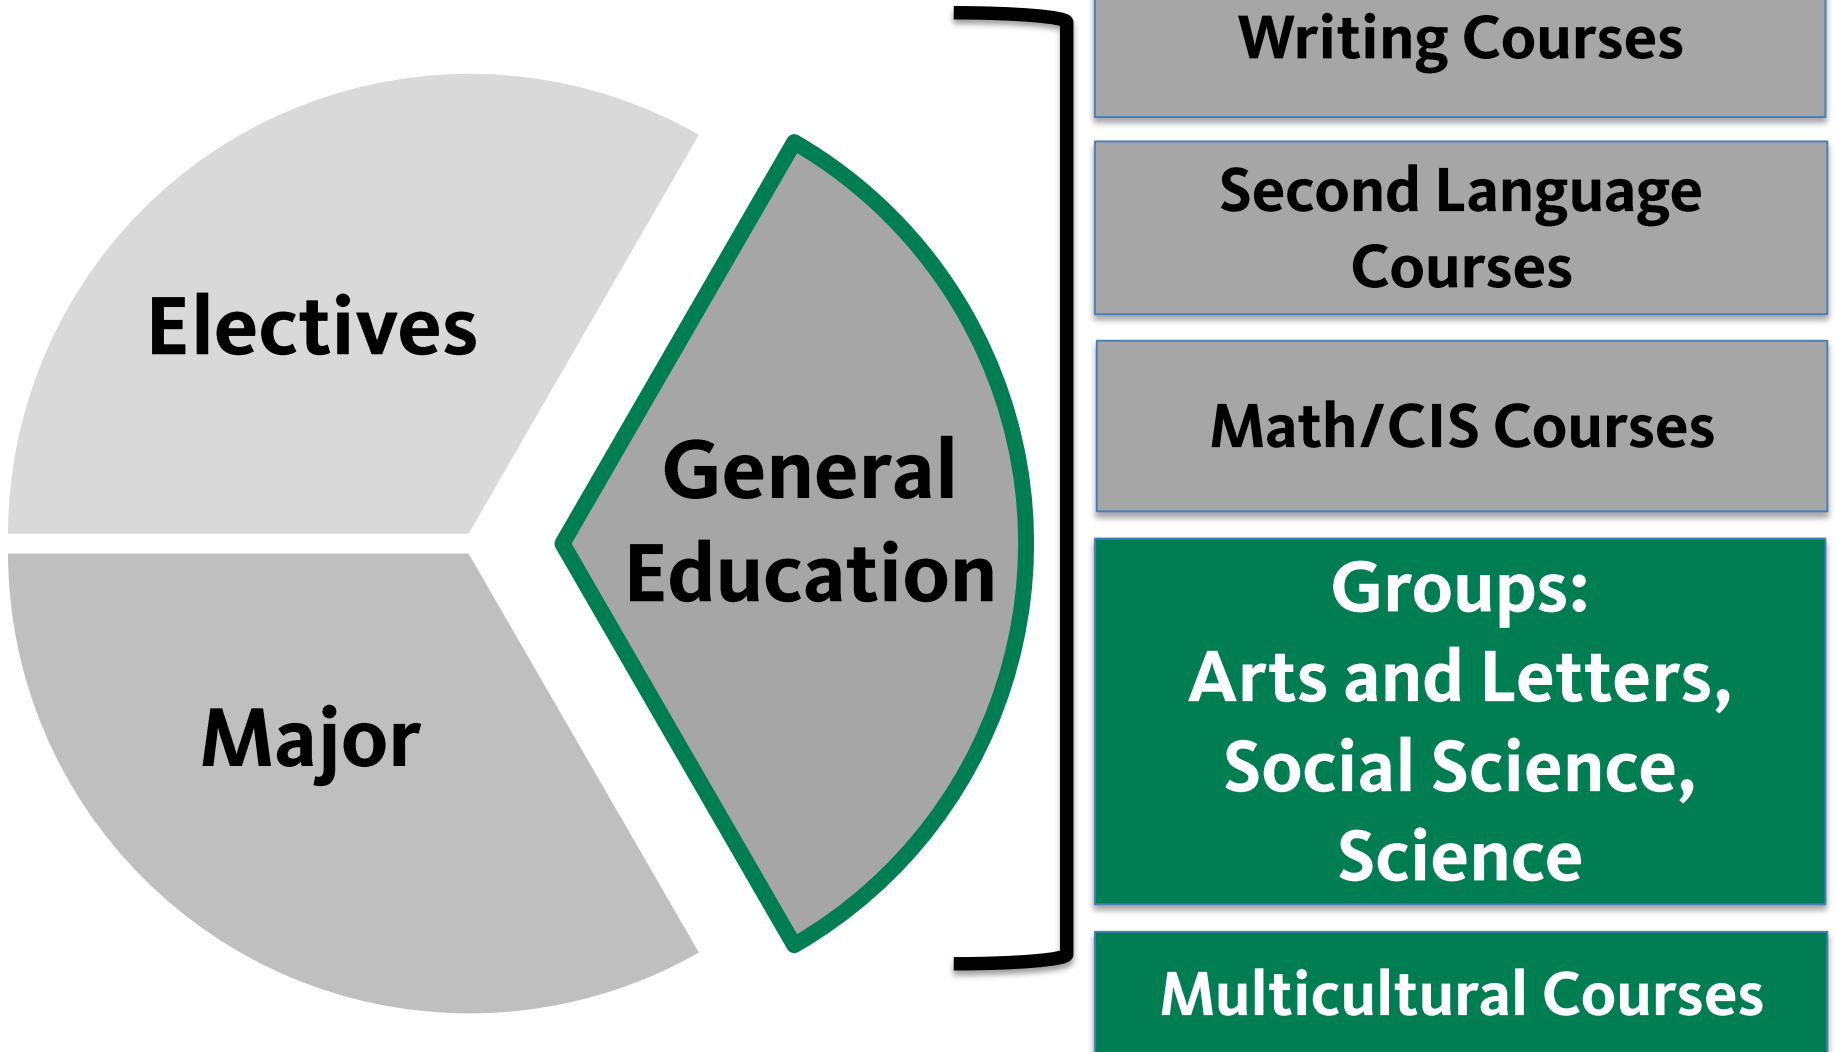 Electives
Major
General
Education
Writing Courses
Second Language
Courses
Math/CIS Courses
Groups:
Arts and Letters,
Social Science,
Science
Multicultural Courses